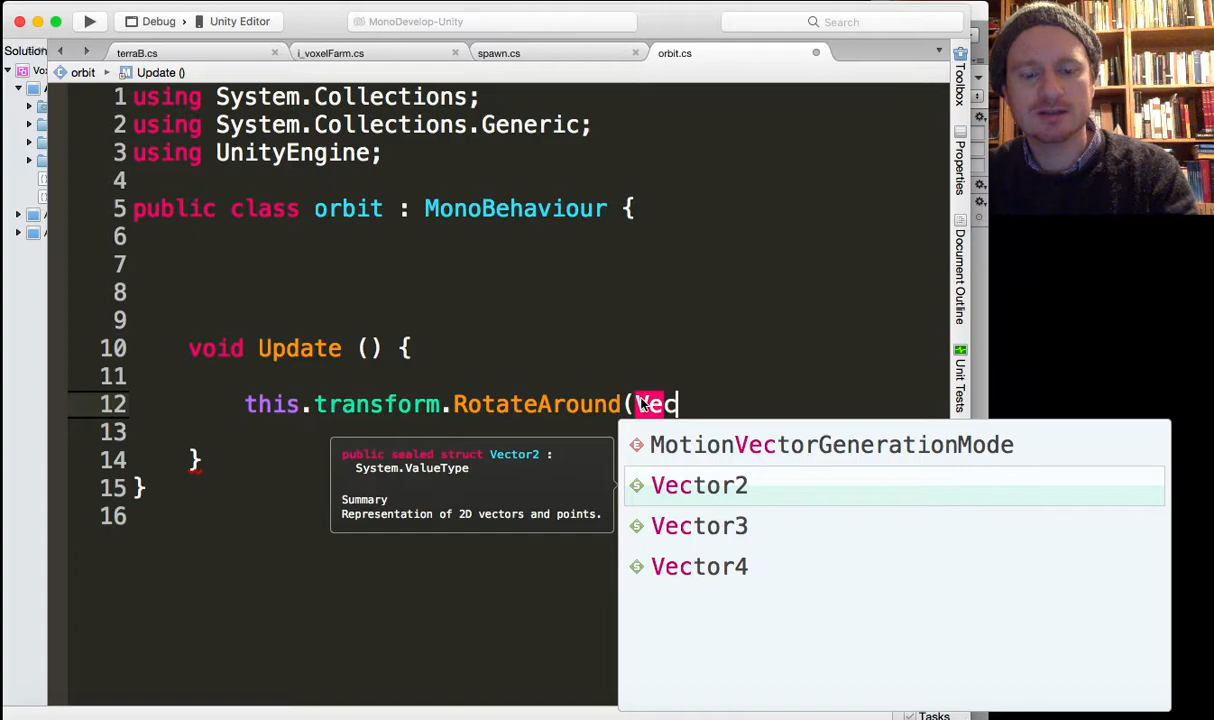 Debug > Unity Editor
MonoDevelop-Unity
Search
Solution
terraB.cs
i_voxelFarm.cs
spawn.cs
orbit.cs
orbit
Update ()
1 using System.Collections;
2 using System.Collections.Generic;
3 using UnityEngine;
4
5 public class orbit : MonoBehaviour {
6
7
8
9
10 void Update () {
11
12 this.transform.RotateAround(Vec
13
14 }
15 }
16
public sealed struct Vector2 :
System.ValueType
Summary
Representation of 2D vectors and points.
MotionVectorGenerationMode
Vector2
Vector3
Vector4
Toolbox
Properties
Document Outline
Unit Tests
Tasks